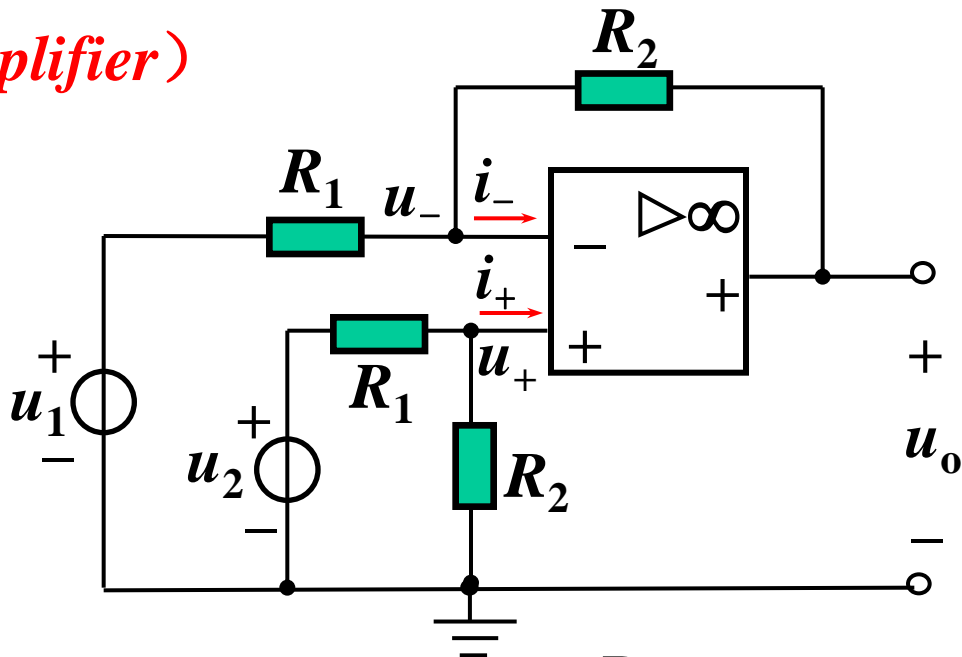 plifier）
R2
R1
u−
i−
▷∞
−
+
i+
+
R1
u+
+
u1
−
+
u2
−
R2
+
uo
−